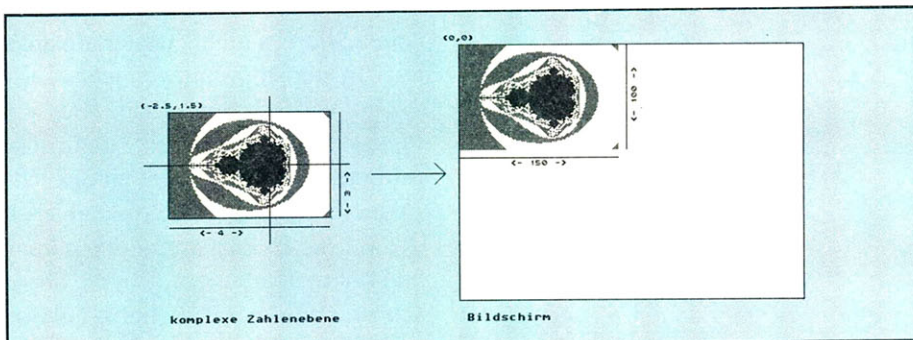 (0,0)
(-2.5,1.5)
<- 100 ->
<- 3 ->
<- 150 ->
<- 4 ->
komplexe Zahlenebene
Bildschirm